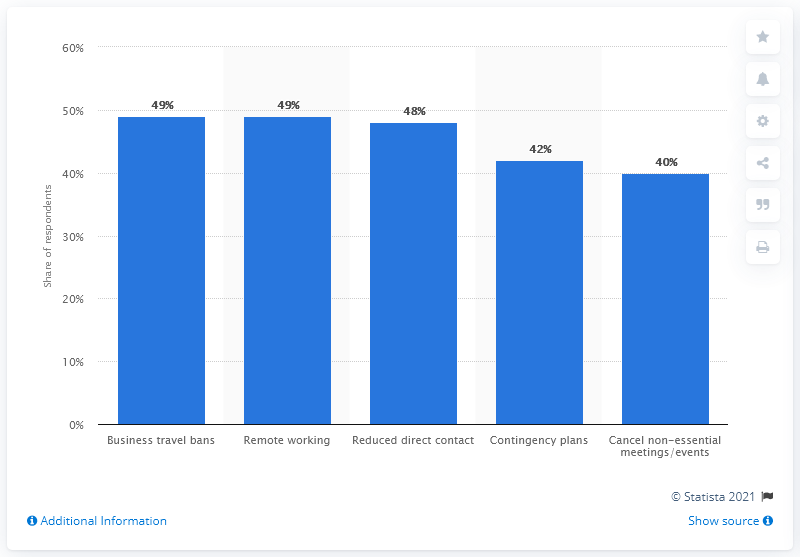 60%
50%
40%
30%
20%
10%
0%
Share of respondents
49%
49%
48%
42%
40%
Business travel bans
Remote working
Reduced direct contact
Contingency plans
Cancel non-essential
meetings/events
© Statista 2021
Additional Information
Show source